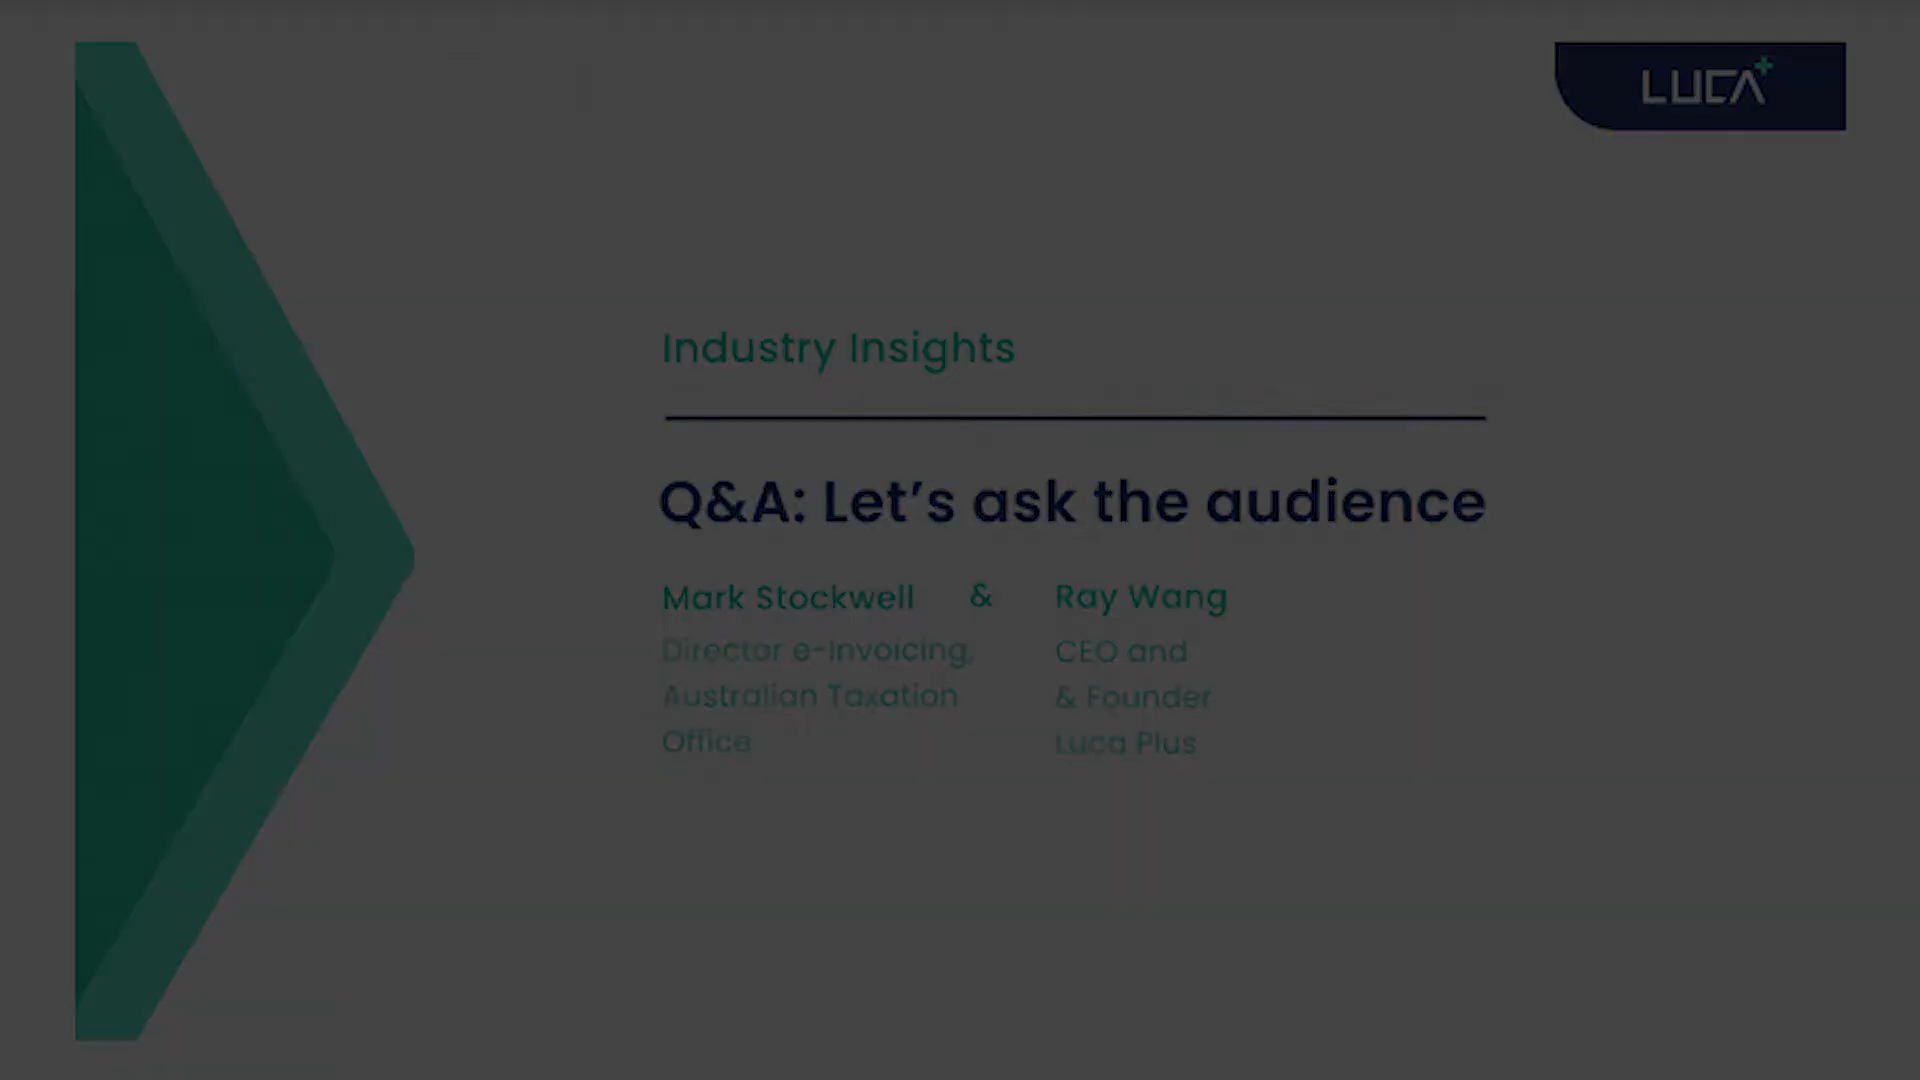 LUCA+
Industry Insights
Q&A: Let's ask the audience
Mark Stockwell & Ray Wang
Director e-Invoicing,
Australian Taxation
Office
CEO and
& Founder
Luca Plus